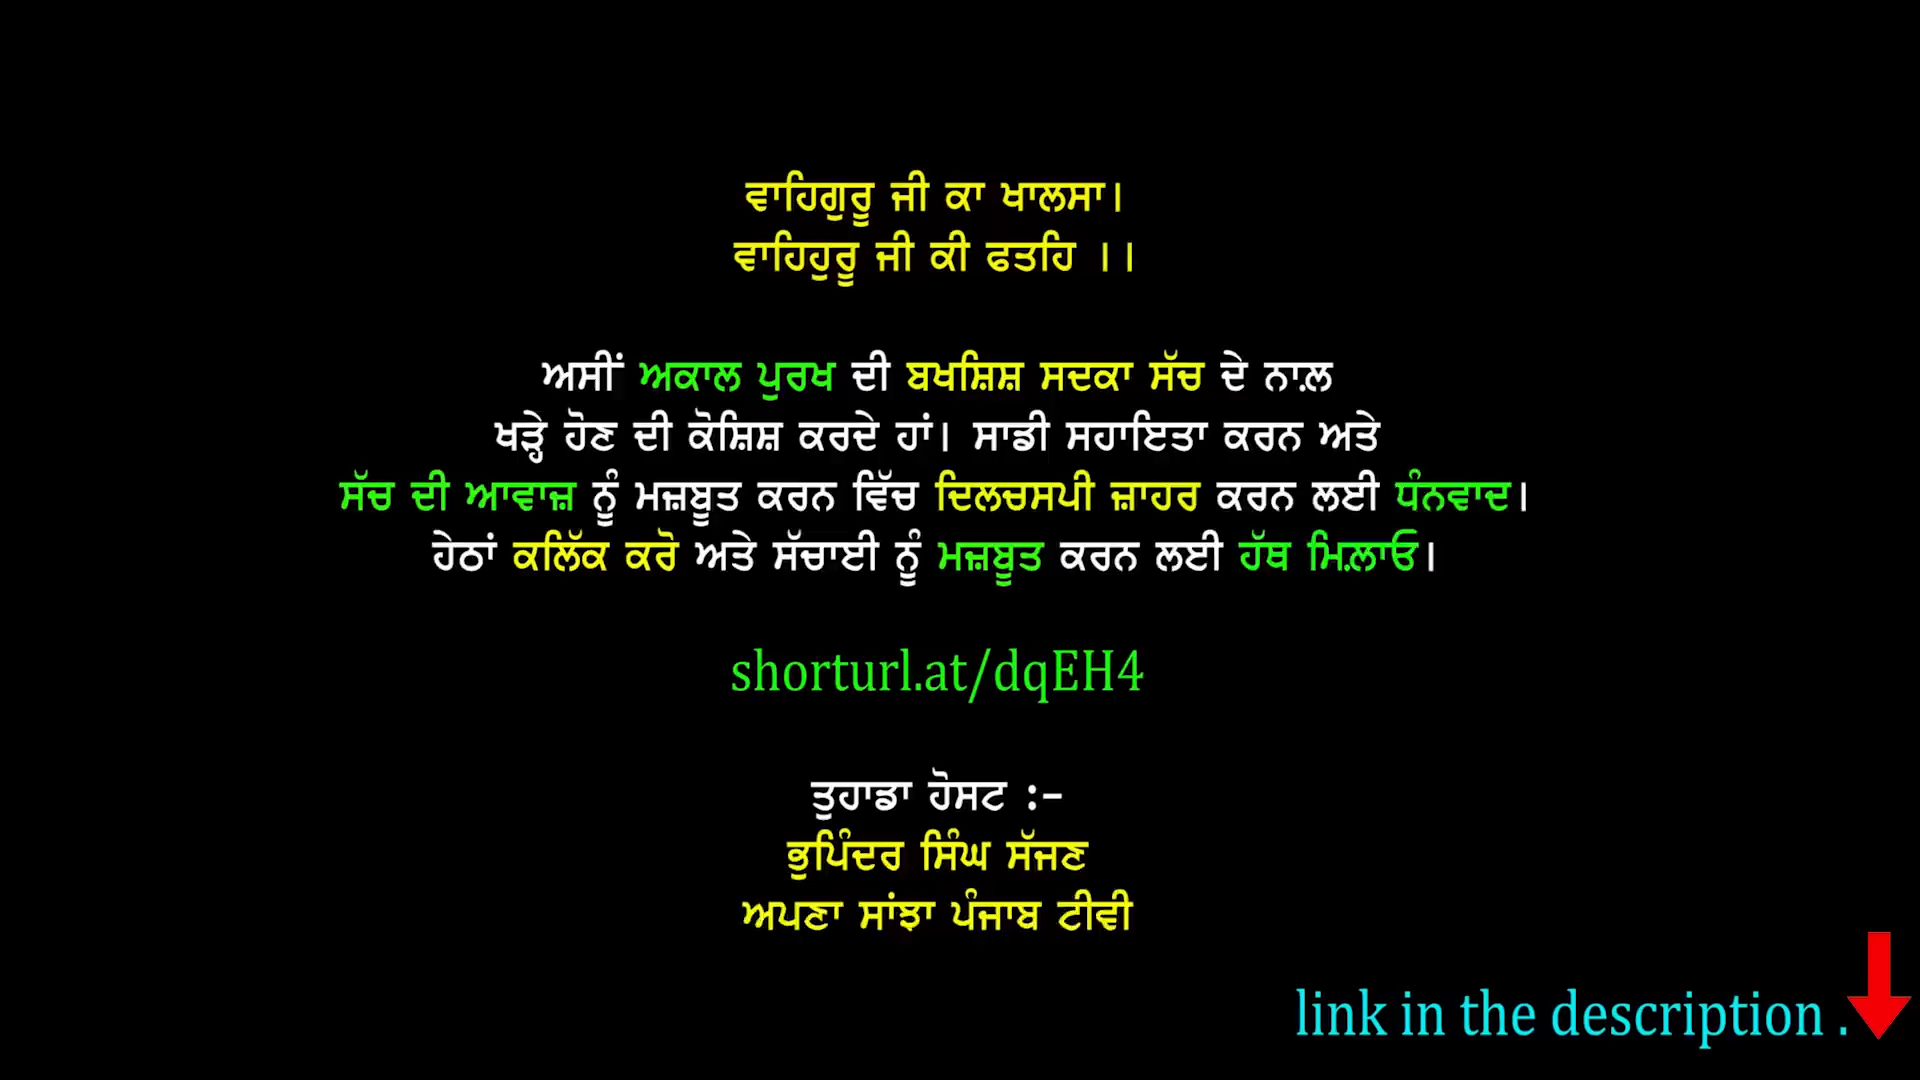 ਵਾਹਿਗੁਰੂ ਜੀ ਕਾ ਖਾਲਸਾ।
ਵਾਹਿਹੁਰੂ ਜੀ ਕੀ ਫਤਹਿ ।।
ਅਸੀਂ ਅਕਾਲ ਪੁਰਖ ਦੀ ਬਖਸ਼ਿਸ਼ ਸਦਕਾ ਸੱਚ ਦੇ ਨਾਲ਼
ਖੜ੍ਹੇ ਹੋਣ ਦੀ ਕੋਸ਼ਿਸ਼ ਕਰਦੇ ਹਾਂ। ਸਾਡੀ ਸਹਾਇਤਾ ਕਰਨ ਅਤੇ
ਸੱਚ ਦੀ ਆਵਾਜ਼ ਨੂੰ ਮਜ਼ਬੂਤ ਕਰਨ ਵਿੱਚ ਦਿਲਚਸਪੀ ਜ਼ਾਹਰ ਕਰਨ ਲਈ ਧੰਨਵਾਦ।
ਹੇਠਾਂ ਕਲਿੱਕ ਕਰੋ ਅਤੇ ਸੱਚਾਈ ਨੂੰ ਮਜ਼ਬੂਤ ਕਰਨ ਲਈ ਹੱਥ ਮਿਲ਼ਾਓ।
shorturl.at/dqEH4
ਤੁਹਾਡਾ ਹੋਸਟ :-
ਭੁਪਿੰਦਰ ਸਿੰਘ ਸੱਜਣ
ਅਪਣਾ ਸਾਂਝਾ ਪੰਜਾਬ ਟੀਵੀ
link in the description .